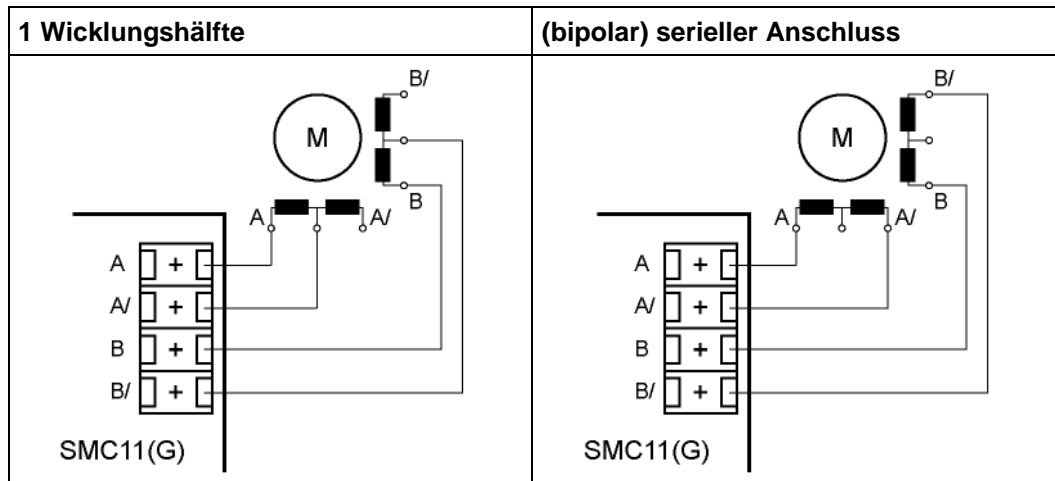 1 Wicklungshälfte
(bipolar) serieller Anschluss
B/
M
B
A
A/
A
+
A/
+
B
+
B/
+
SMC11(G)
B/
M
B
A
A/
A
+
A/
+
B
+
B/
+
SMC11(G)